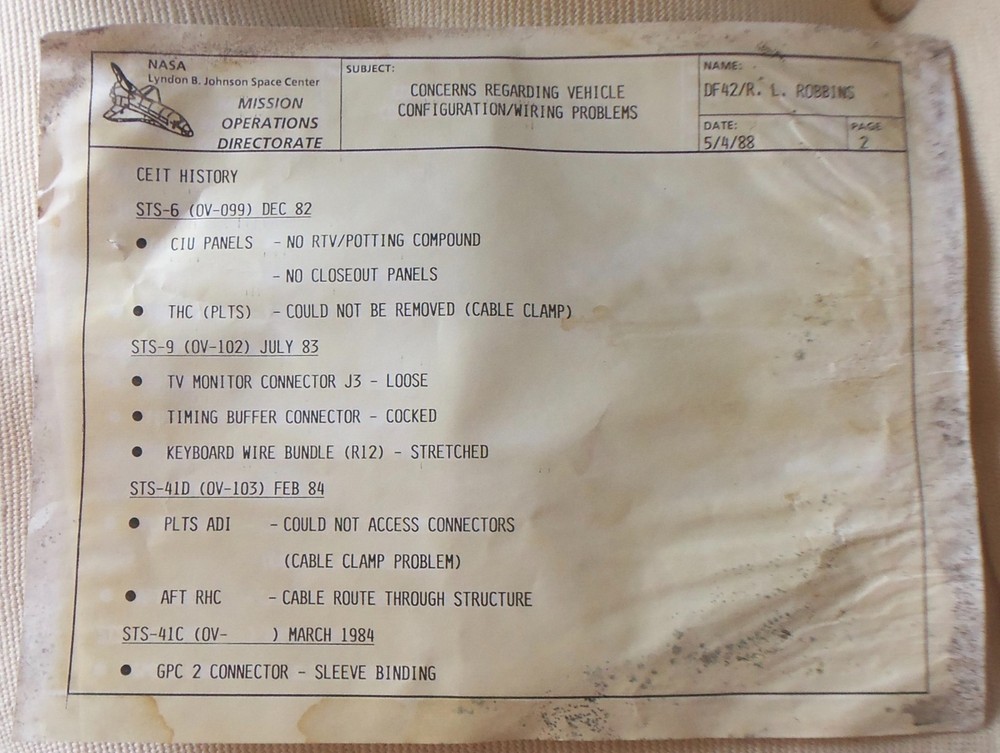 NASA
Lyndon B. Johnson Space Center
MISSION
OPERATIONS
DIRECTORATE
SUBJECT:
CONCERNS REGARDING VEHICLE
CONFIGURATION/WIRING PROBLEMS
NAME:
DF42/R. L. ROBBINS
DATE:
5/4/88
PAGE
2
CEIT HISTORY
STS-6 (OV-099) DEC 82
● CIU PANELS - NO RTV/POTTING COMPOUND
- NO CLOSEOUT PANELS
● THC (PLTS) - COULD NOT BE REMOVED (CABLE CLAMP)
STS-9 (OV-102) JULY 83
● TV MONITOR CONNECTOR J3 - LOOSE
● TIMING BUFFER CONNECTOR - COCKED
● KEYBOARD WIRE BUNDLE (R12) - STRETCHED
STS-41D (OV-103) FEB 84
● PLTS ADI - COULD NOT ACCESS CONNECTORS
(CABLE CLAMP PROBLEM)
● AFT RHC - CABLE ROUTE THROUGH STRUCTURE
STS-41C (OV-    ) MARCH 1984
● GPC 2 CONNECTOR - SLEEVE BINDING